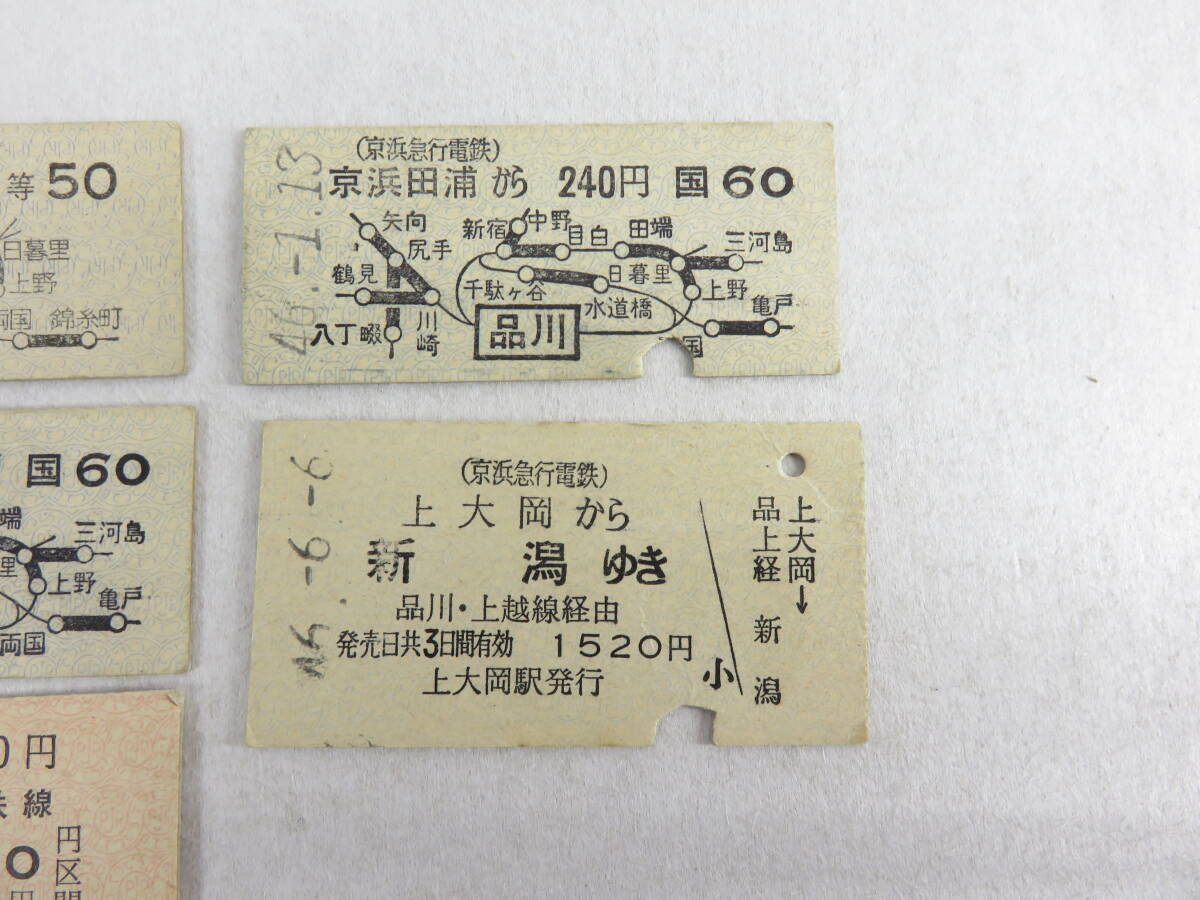 等 50
日暮里
上野
錦糸町
国 60
三河島
上野
亀戸
両国
円
線
円区
(京浜急行電鉄)
京浜田浦から 240円 国60
矢向
尻手
鶴見
八丁畷
川崎
新宿
中野
目白
田端
三河島
日暮里
千駄ヶ谷
水道橋
上野
亀戸
品川
国
46.-1.13
(京浜急行電鉄)
上大岡から
新潟ゆき
品川・上越線経由
発売日共3日間有効 1520円
上大岡駅発行
小
上大岡→新潟
品上経
-6.-6